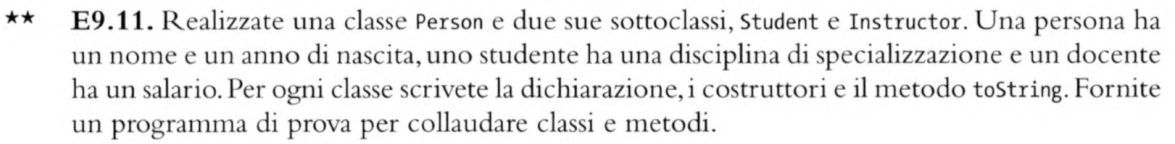 ★★ E9.11. Realizzate una classe Person e due sue sottoclassi, Student e Instructor. Una persona ha
un nome e un anno di nascita, uno studente ha una disciplina di specializzazione e un docente
ha un salario. Per ogni classe scrivete la dichiarazione, i costruttori e il metodo toString. Fornite
un programma di prova per collaudare classi e metodi.